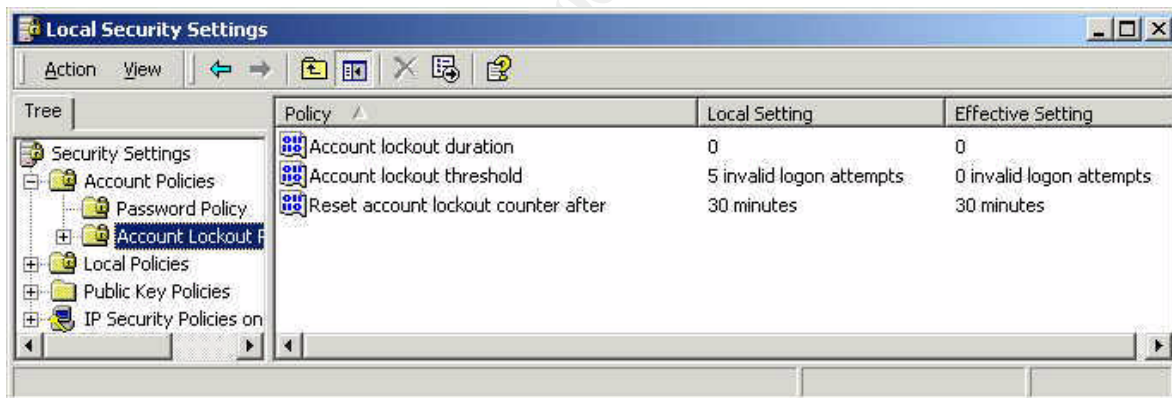 Local Security Settings
Action View
Tree
Policy Local Setting Effective Setting
Security Settings
Account Policies
Password Policy
Account Lockout P
Local Policies
Public Key Policies
IP Security Policies on
Account lockout duration 0 0
Account lockout threshold 5 invalid logon attempts 0 invalid logon attempts
Reset account lockout counter after 30 minutes 30 minutes